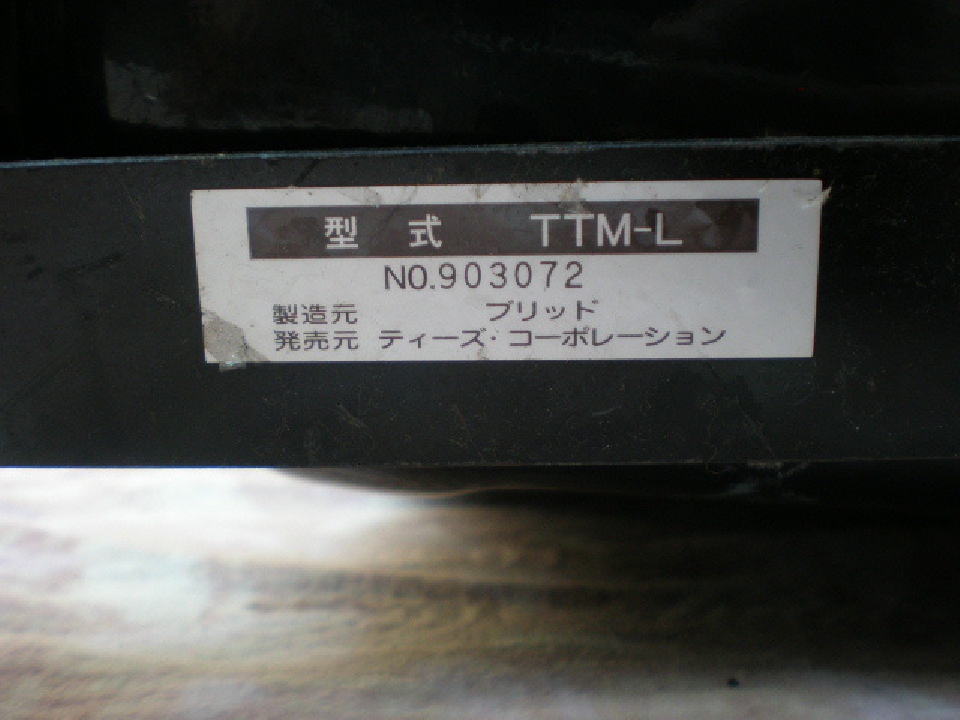 型 式 TTM-L
NO.903072
製造元 ブリッド
発売元 ティーズ・コーポレーション